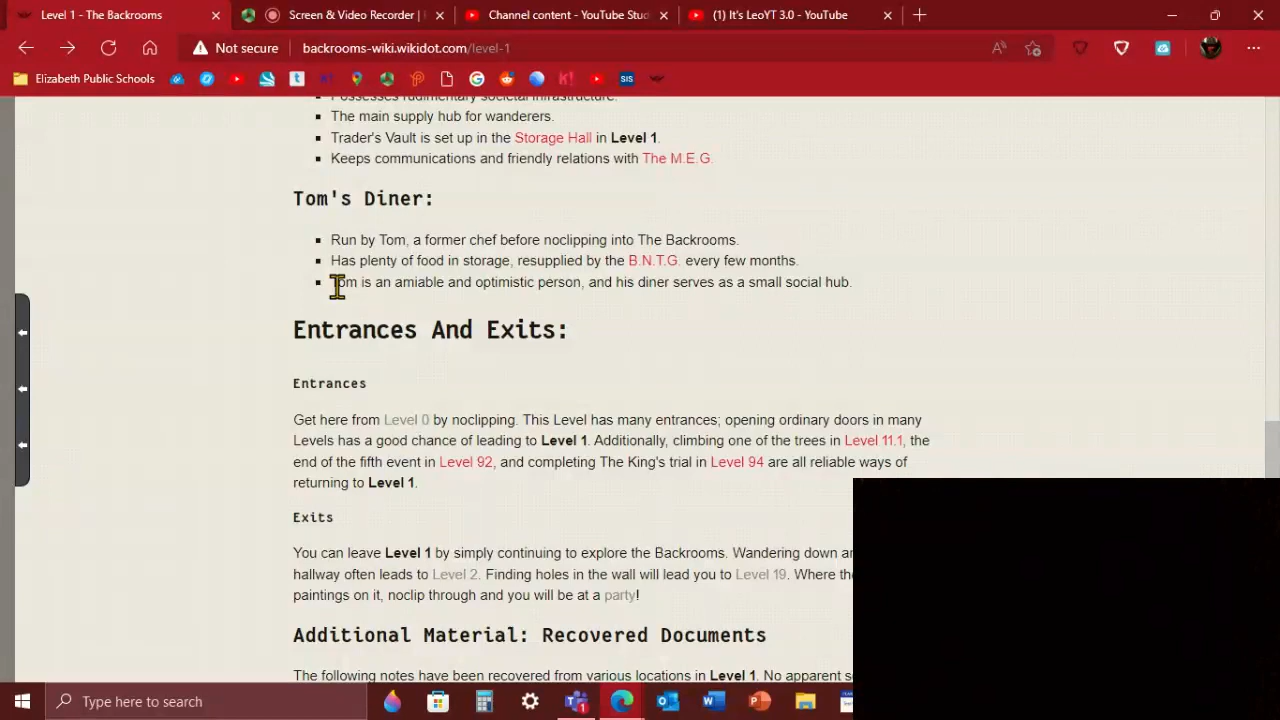 Level 1 - The Backrooms
Screen & Video Recorder |
Channel content - YouTube Stud
(1) It's LeoYT 3.0 - YouTube
Not secure
backrooms-wiki.wikidot.com/level-1
Elizabeth Public Schools
SIS
Possesses rudimentary societal infrastructure.
The main supply hub for wanderers.
Trader's Vault is set up in the Storage Hall in Level 1.
Keeps communications and friendly relations with The M.E.G.
Tom's Diner:
Run by Tom, a former chef before noclipping into The Backrooms.
Has plenty of food in storage, resupplied by the B.N.T.G. every few months.
Tom is an amiable and optimistic person, and his diner serves as a small social hub.
Entrances And Exits:
Entrances
Get here from Level 0 by noclipping. This Level has many entrances; opening ordinary doors in many
Levels has a good chance of leading to Level 1. Additionally, climbing one of the trees in Level 11.1, the
end of the fifth event in Level 92, and completing The King's trial in Level 94 are all reliable ways of
returning to Level 1.
Exits
You can leave Level 1 by simply continuing to explore the Backrooms. Wandering down
hallway often leads to Level 2. Finding holes in the wall will lead you to Level 19. Where the
paintings on it, noclip through and you will be at a party!
Additional Material: Recovered Documents
The following notes have been recovered from various locations in Level 1. No apparent
Type here to search